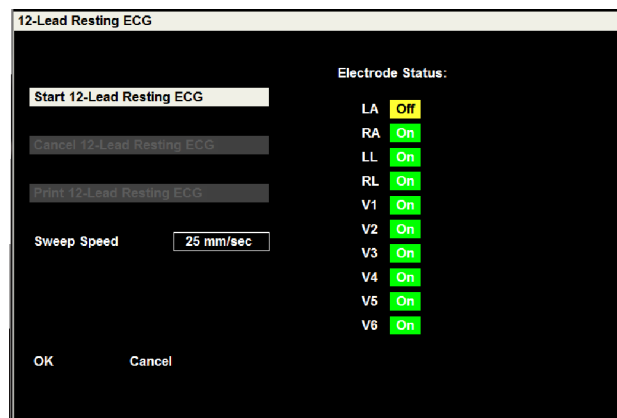 12-Lead Resting ECG
Electrode Status:
Start 12-Lead Resting ECG
LA Off
RA On
Cancel 12-Lead Resting ECG
LL On
RL On
Print 12-Lead Resting ECG
V1 On
V2 On
Sweep Speed 25 mm/sec
V3 On
V4 On
V5 On
V6 On
OK Cancel